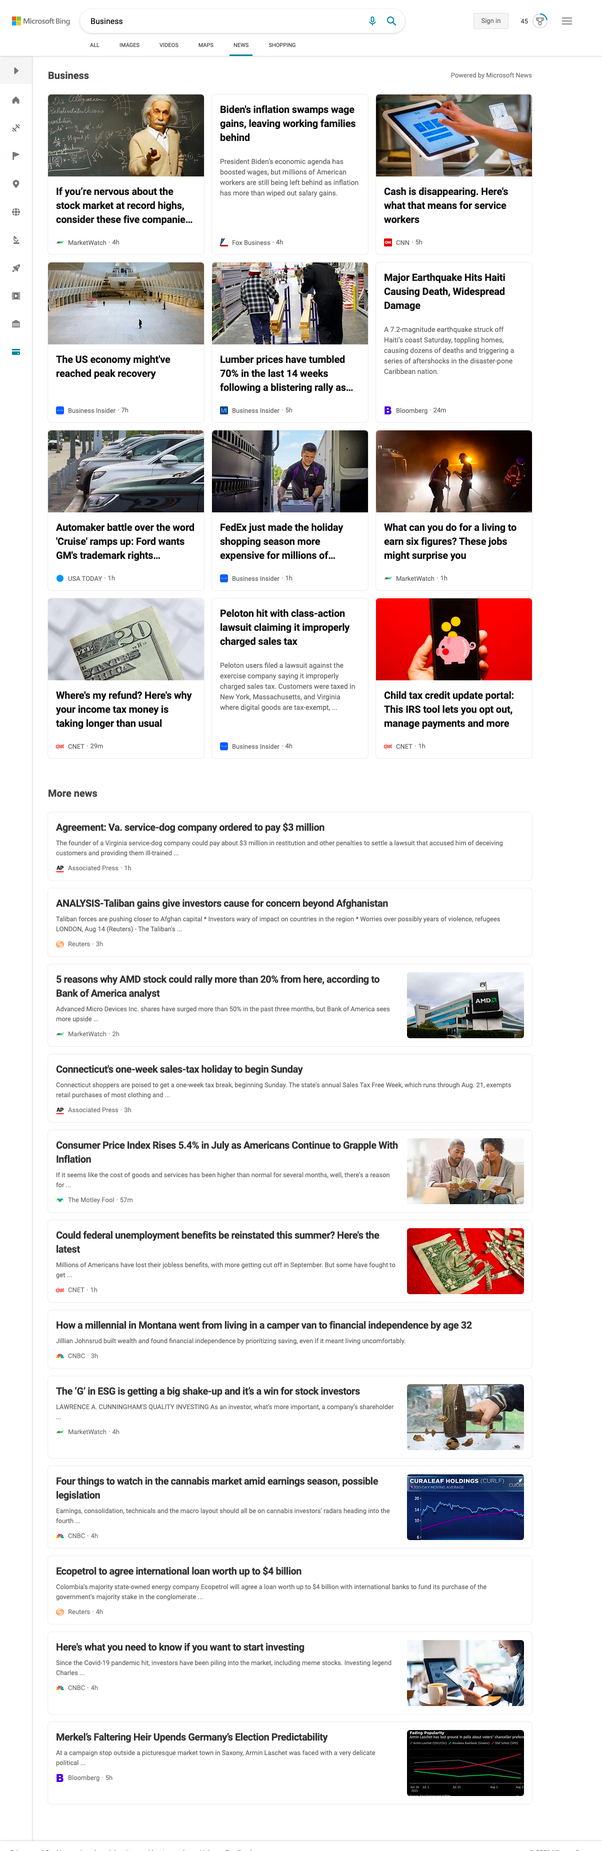 Microsoft Bing
Business
Sign in
45
ALL IMAGES VIDEOS MAPS NEWS SHOPPING
Business
Powered by Microsoft News
If you're nervous about the
stock market at record highs,
consider these five companie...
MarketWatch · 4h
Biden's inflation swamps wage
gains, leaving working families
behind
President Biden's economic agenda has
boosted wages, but millions of American
workers are still being left behind as inflation
has more than wiped out salary gains.
Fox Business · 4h
Cash is disappearing. Here's
what that means for service
workers
CNN · 5h
The US economy might've
reached peak recovery
Business Insider · 7h
Lumber prices have tumbled
70% in the last 14 weeks
following a blistering rally as...
Business Insider · 5h
Major Earthquake Hits Haiti
Causing Death, Widespread
Damage
A 7.2-magnitude earthquake struck off
Haiti's coast Saturday, toppling homes,
causing dozens of deaths and triggering a
series of aftershocks in the disaster-prone
Caribbean nation.
Bloomberg · 24m
Automaker battle over the word
'Cruise' ramps up: Ford wants
GM's trademark rights...
USA TODAY · 1h
FedEx just made the holiday
shopping season more
expensive for millions of...
Business Insider · 1h
What can you do for a living to
earn six figures? These jobs
might surprise you
MarketWatch · 1h
Where's my refund? Here's why
your income tax money is
taking longer than usual
CNET · 29m
Peloton hit with class-action
lawsuit claiming it improperly
charged sales tax
Peloton users filed a lawsuit against the
exercise company saying it improperly
charged sales tax. Customers were taxed in
New York, Massachusetts, and Virginia
where digital goods are tax-exempt, ...
Business Insider · 4h
Child tax credit update portal:
This IRS tool lets you opt out,
manage payments and more
CNET · 1h
More news
Agreement: Va. service-dog company ordered to pay $3 million
The founder of a Virginia service-dog company could pay about $3 million in restitution and other penalties to settle a lawsuit that accused him of deceiving
customers and providing them ill-trained ...
AP Associated Press · 1h
ANALYSIS-Taliban gains give investors cause for concern beyond Afghanistan
Taliban forces are pushing closer to Afghan capital * Investors wary of impact on countries in the region * Worries over possibly years of violence, refugees
LONDON, Aug 14 (Reuters) - The Taliban's ...
Reuters · 3h
5 reasons why AMD stock could rally more than 20% from here, according to
Bank of America analyst
Advanced Micro Devices Inc. shares have surged more than 50% in the past three months, but Bank of America sees
more upside ...
MarketWatch · 2h
AMD
Connecticut's one-week sales-tax holiday to begin Sunday
Connecticut shoppers are poised to get a one-week tax break, beginning Sunday. The state's annual Sales Tax Free Week, which runs through Aug. 21, exempts
retail purchases of most clothing and ...
AP Associated Press · 3h
Consumer Price Index Rises 5.4% in July as Americans Continue to Grapple With
Inflation
If it seems like the cost of goods and services has been higher than normal for several months, well, there's a reason
for ...
The Motley Fool · 57m
Could federal unemployment benefits be reinstated this summer? Here's the
latest
Millions of Americans have lost their jobless benefits, with more getting cut off in September. But some have fought to
get ...
CNET · 1h
How a millennial in Montana went from living in a camper van to financial independence by age 32
Jillian Johnsrud built wealth and found financial independence by prioritizing saving, even if it meant living uncomfortably.
CNBC · 3h
The 'G' in ESG is getting a big shake-up and it's a win for stock investors
LAWRENCE A. CUNNINGHAM'S QUALITY INVESTING As an investor, what's more important, a company's shareholder
...
MarketWatch · 4h
Four things to watch in the cannabis market amid earnings season, possible
legislation
Earnings, consolidation, technicals and the macro layout should all be on cannabis investors' radars heading into the
fourth ...
CNBC · 4h
CURALEAF HOLDINGS (CURLF)
Ecopetrol to agree international loan worth up to $4 billion
Colombia's majority state-owned energy company Ecopetrol will agree a loan worth up to $4 billion with international banks to fund its purchase of the
government's majority stake in the conglomerate ...
Reuters · 4h
Here's what you need to know if you want to start investing
Since the Covid-19 pandemic hit, investors have been piling into the market, including meme stocks. Investing legend
Charles ...
CNBC · 4h
Merkel's Faltering Heir Upends Germany's Election Predictability
At a campaign stop outside a picturesque market town in Saxony, Armin Laschet was faced with a very delicate
political ...
Bloomberg · 5h
Fading Popularity